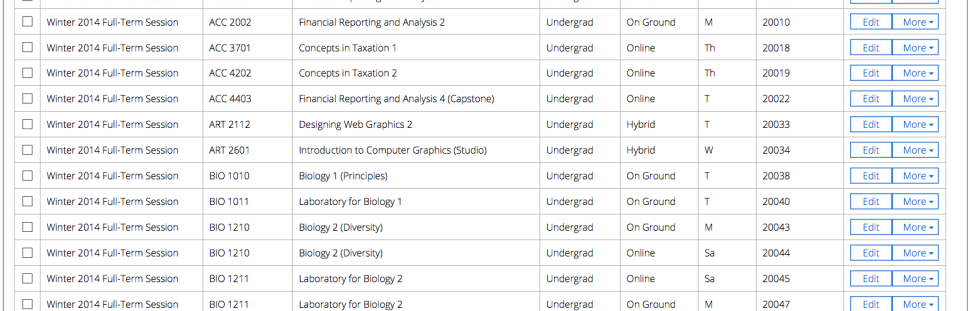 Winter 2014 Full-Term Session ACC 2002 Financial Reporting and Analysis 2 Undergrad On Ground M 20010 Edit More
Winter 2014 Full-Term Session ACC 3701 Concepts in Taxation 1 Undergrad Online Th 20018 Edit More
Winter 2014 Full-Term Session ACC 4202 Concepts in Taxation 2 Undergrad Online Th 20019 Edit More
Winter 2014 Full-Term Session ACC 4403 Financial Reporting and Analysis 4 (Capstone) Undergrad Online T 20022 Edit More
Winter 2014 Full-Term Session ART 2112 Designing Web Graphics 2 Undergrad Hybrid T 20033 Edit More
Winter 2014 Full-Term Session ART 2601 Introduction to Computer Graphics (Studio) Undergrad Hybrid W 20034 Edit More
Winter 2014 Full-Term Session BIO 1010 Biology 1 (Principles) Undergrad On Ground T 20038 Edit More
Winter 2014 Full-Term Session BIO 1011 Laboratory for Biology 1 Undergrad On Ground T 20040 Edit More
Winter 2014 Full-Term Session BIO 1210 Biology 2 (Diversity) Undergrad On Ground M 20043 Edit More
Winter 2014 Full-Term Session BIO 1210 Biology 2 (Diversity) Undergrad Online Sa 20044 Edit More
Winter 2014 Full-Term Session BIO 1211 Laboratory for Biology 2 Undergrad Online Sa 20045 Edit More
Winter 2014 Full-Term Session BIO 1211 Laboratory for Biology 2 Undergrad On Ground M 20047 Edit More